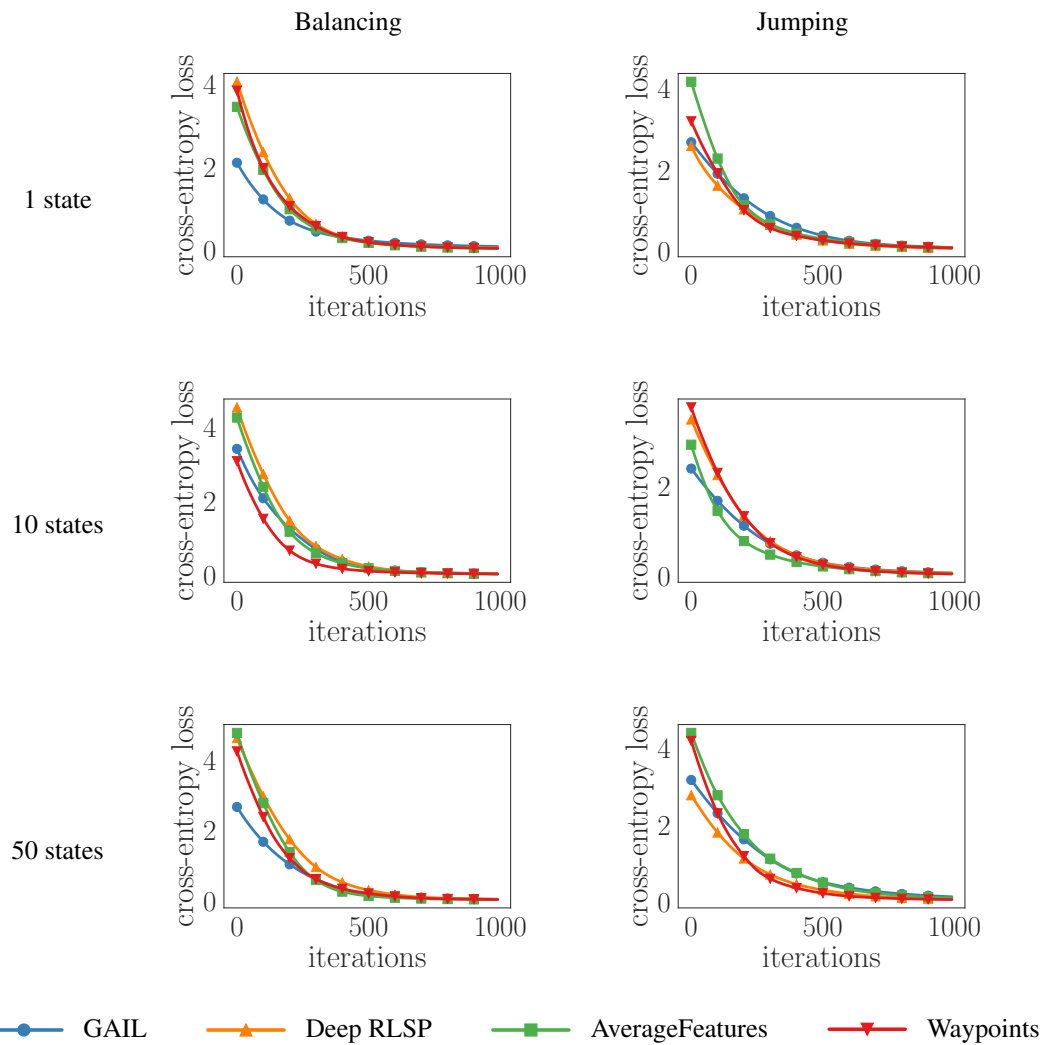 Balancing
Jumping
1 state
cross-entropy loss
4
2
0
0
500
1000
iterations
cross-entropy loss
4
2
0
0
500
1000
iterations
10 states
cross-entropy loss
4
2
0
0
500
1000
iterations
cross-entropy loss
2
0
0
500
1000
iterations
50 states
cross-entropy loss
4
2
0
0
500
1000
iterations
cross-entropy loss
4
2
0
0
500
1000
iterations
GAIL
Deep RLSP
AverageFeatures
Waypoints